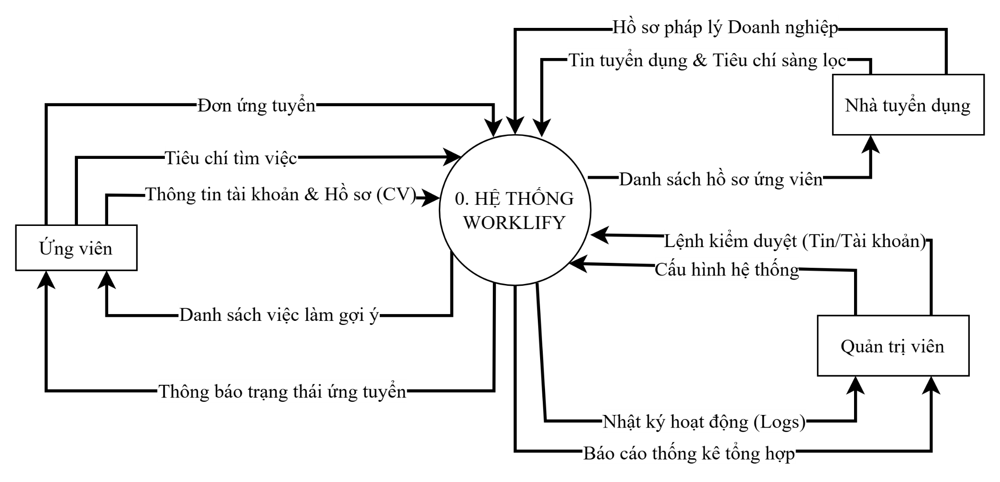 Hồ sơ pháp lý Doanh nghiệp
Tin tuyển dụng & Tiêu chí sàng lọc
Nhà tuyển dụng
Đơn ứng tuyển
Tiêu chí tìm việc
Danh sách hồ sơ ứng viên
Thông tin tài khoản & Hồ sơ (CV)
0. HỆ THỐNG
WORKLIFY
Lệnh kiểm duyệt (Tin/Tài khoản)
Ứng viên
Cấu hình hệ thống
Danh sách việc làm gợi ý
Quản trị viên
Thông báo trạng thái ứng tuyển
Nhật ký hoạt động (Logs)
Báo cáo thống kê tổng hợp